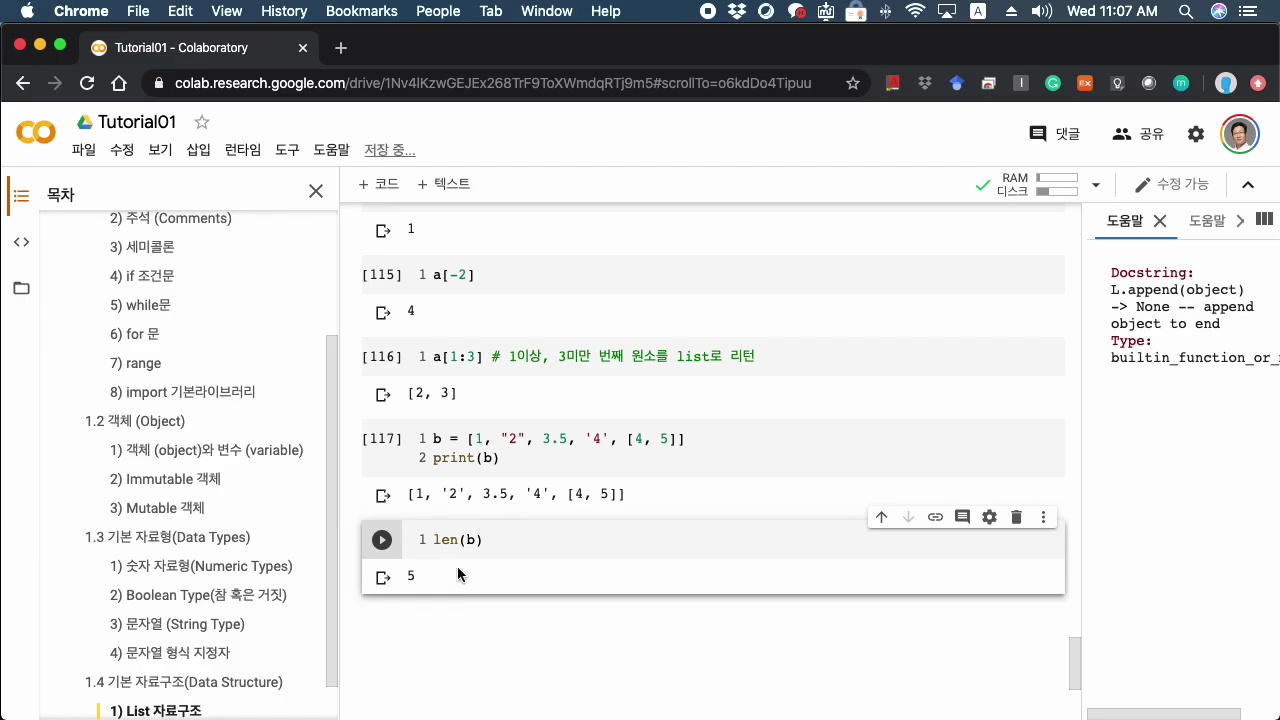 Chrome File Edit View History Bookmarks People Tab Window Help
A Wed 11:07 AM
Tutorial01 - Colaboratory
colab.research.google.com/drive/1Nv4lKzwGEJEx268TrF9ToXWmdqRTj9m5#scrollTo=o6kdDo4Tipuu
Tutorial01
댓글 공유
파일 수정 보기 삽입 런타임 도구 도움말 저장 중...
목차
+ 코드 + 텍스트
RAM
디스크
수정 가능
2) 주석 (Comments)
3) 세미콜론
4) if 조건문
5) while문
6) for 문
7) range
8) import 기본라이브러리
1.2 객체 (Object)
1) 객체 (object)와 변수 (variable)
2) Immutable 객체
3) Mutable 객체
1.3 기본 자료형(Data Types)
1) 숫자 자료형(Numeric Types)
2) Boolean Type(참 혹은 거짓)
3) 문자열 (String Type)
4) 문자열 형식 지정자
1.4 기본 자료구조(Data Structure)
1) List 자료구조
1
[115] 1 a[-2]
4
[116] 1 a[1:3] # 1이상, 3미만 번째 원소를 list로 리턴
[2, 3]
[117] 1 b = [1, "2", 3.5, '4', [4, 5]]
2 print(b)
[1, '2', 3.5, '4', [4, 5]]
1 len(b)
5
도움말 도움말
Docstring:
L.append(object)
-> None -- append
object to end
Type:
builtin_function_or_